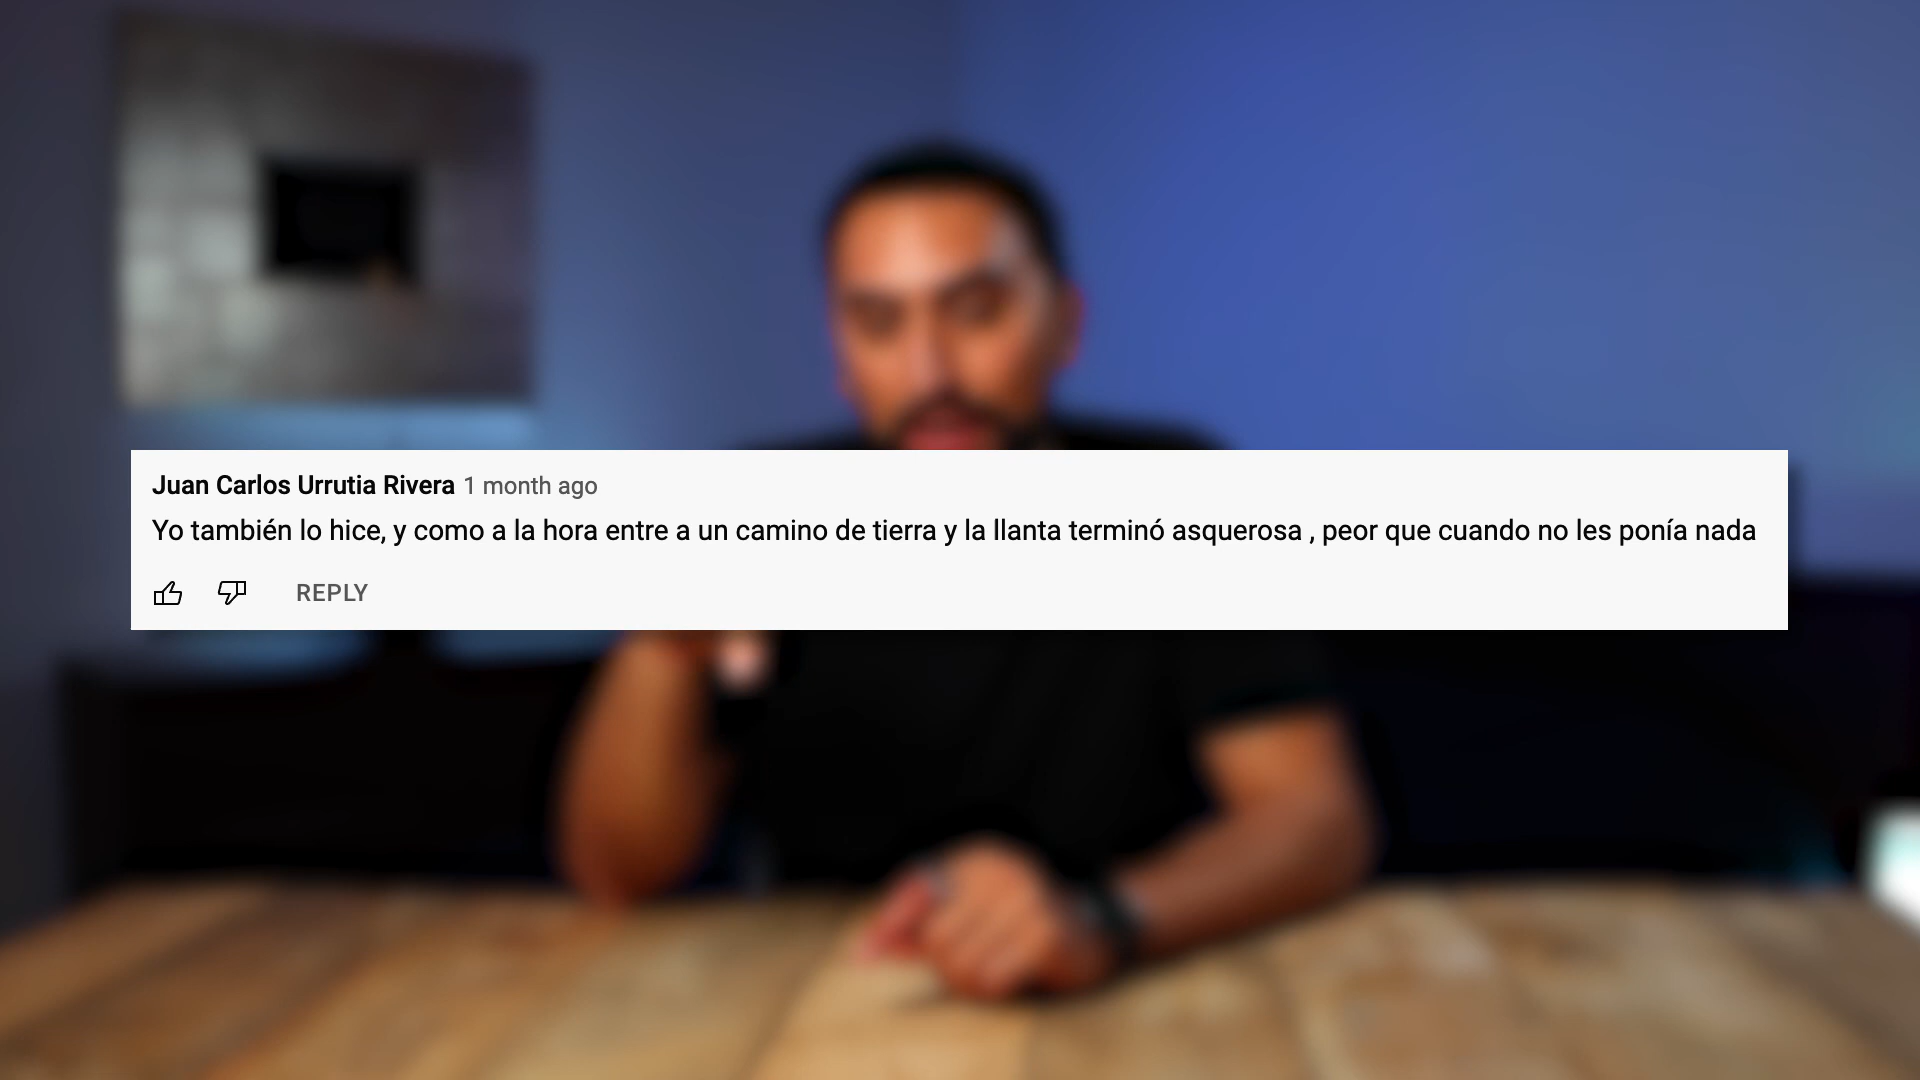 Juan Carlos Urrutia Rivera 1 month ago
Yo también lo hice, y como a la hora entre a un camino de tierra y la llanta terminó asquerosa , peor que cuando no les ponía nada
REPLY